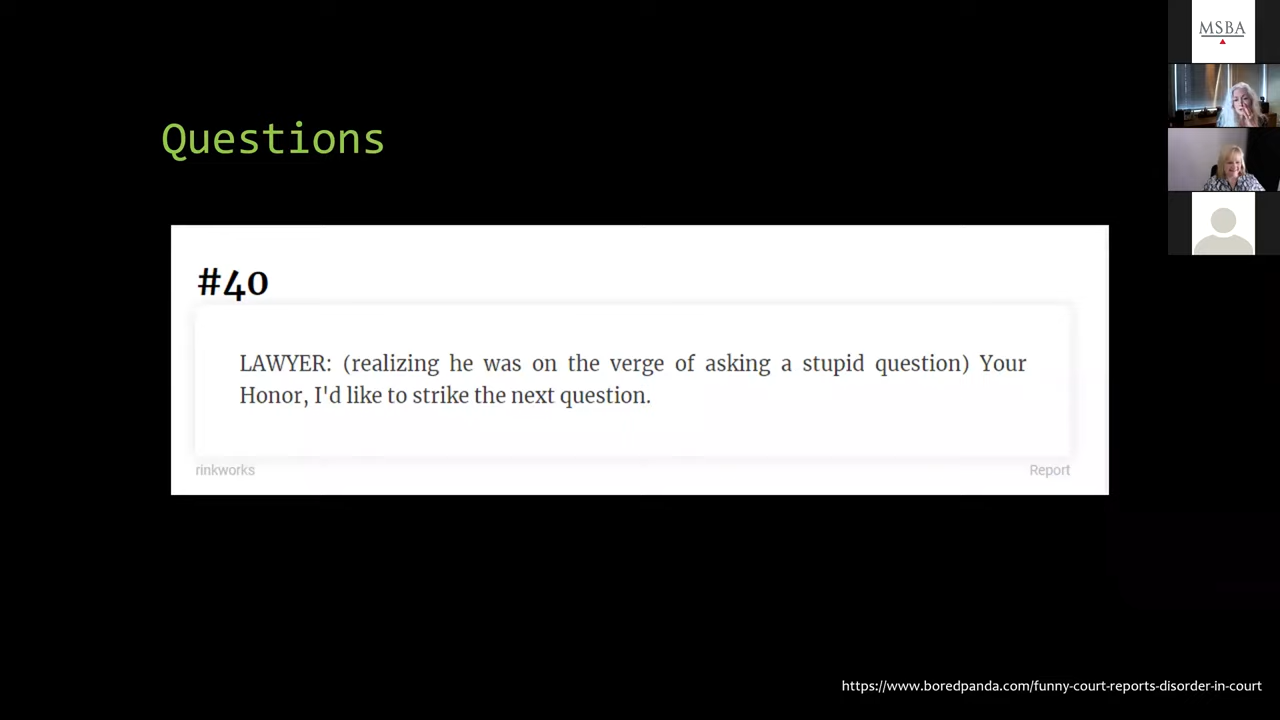 MSBA
Questions
#40
LAWYER: (realizing he was on the verge of asking a stupid question) Your
Honor, I'd like to strike the next question.
rinkworks
Report
https://www.boredpanda.com/funny-court-reports-disorder-in-court